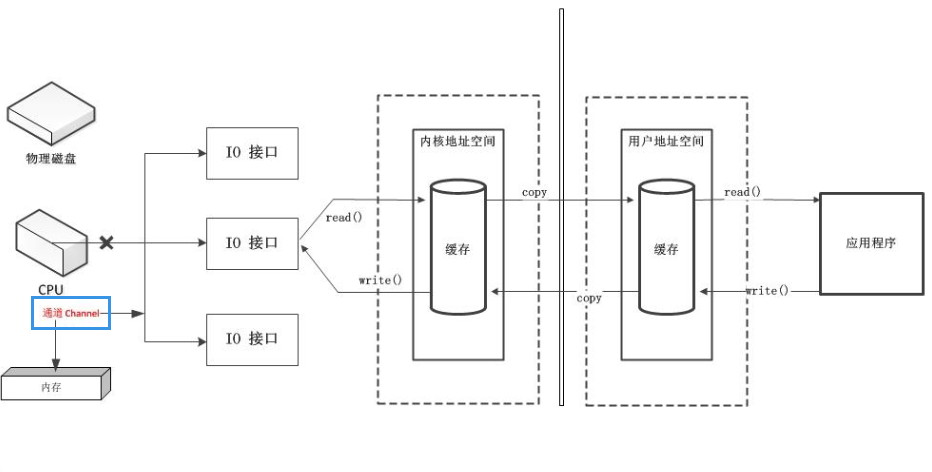 物理磁盘
CPU
通道 Channel
内存
IO 接口
IO 接口
IO 接口
read()
write()
内核地址空间
缓存
copy
copy
用户地址空间
缓存
read()
write()
应用程序